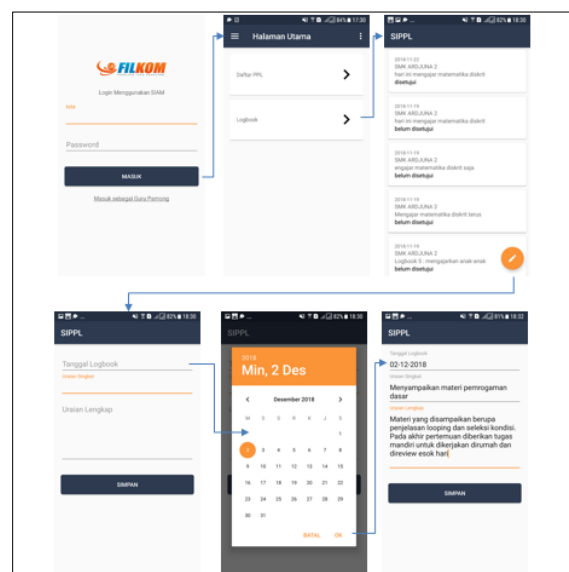 FILKOM
Login Menggunakan SIAM
NIM
Password
MASUK
Masuk sebagai Guru Pamong
84% 17:30
Halaman Utama
Daftar PPL
Logbook
82% 18:30
SIPPL
2018-11-22
SMK ARDJUNA 2
hari ini mengajar matematika diskrit
disetujui
2018-11-19
SMK ARDJUNA 2
hari ini mengajar matematika diskrit
belum disetujui
2018-11-19
SMK ARDJUNA 2
engajar matematika diskrit saja
belum disetujui
2018-11-19
SMK ARDJUNA 2
Mengajar matematika diskrit terus
belum disetujui
2018-11-19
SMK ARDJUNA 2
Logbook 5 : mengajarkan anak-anak
belum disetujui
82% 18:30
SIPPL
Tanggal Logbook
Uraian Singkat
Uraian Lengkap
SIMPAN
82% 18:30
SIPPL
2018
Min, 2 Des
Desember 2018
M S S R K J S
1
2 3 4 5 6 7 8
9 10 11 12 13 14 15
16 17 18 19 20 21 22
23 24 25 26 27 28 29
30 31
BATAL OK
82% 18:32
SIPPL
Tanggal Logbook
02-12-2018
Uraian Singkat
Menyampaikan materi pemrogaman
dasar
Uraian Lengkap
Materi yang disampaikan berupa
penjelasan looping dan seleksi kondisi.
Pada akhir pertemuan diberikan tugas
mandiri untuk dikerjakan dirumah dan
direview esok hari
SIMPAN